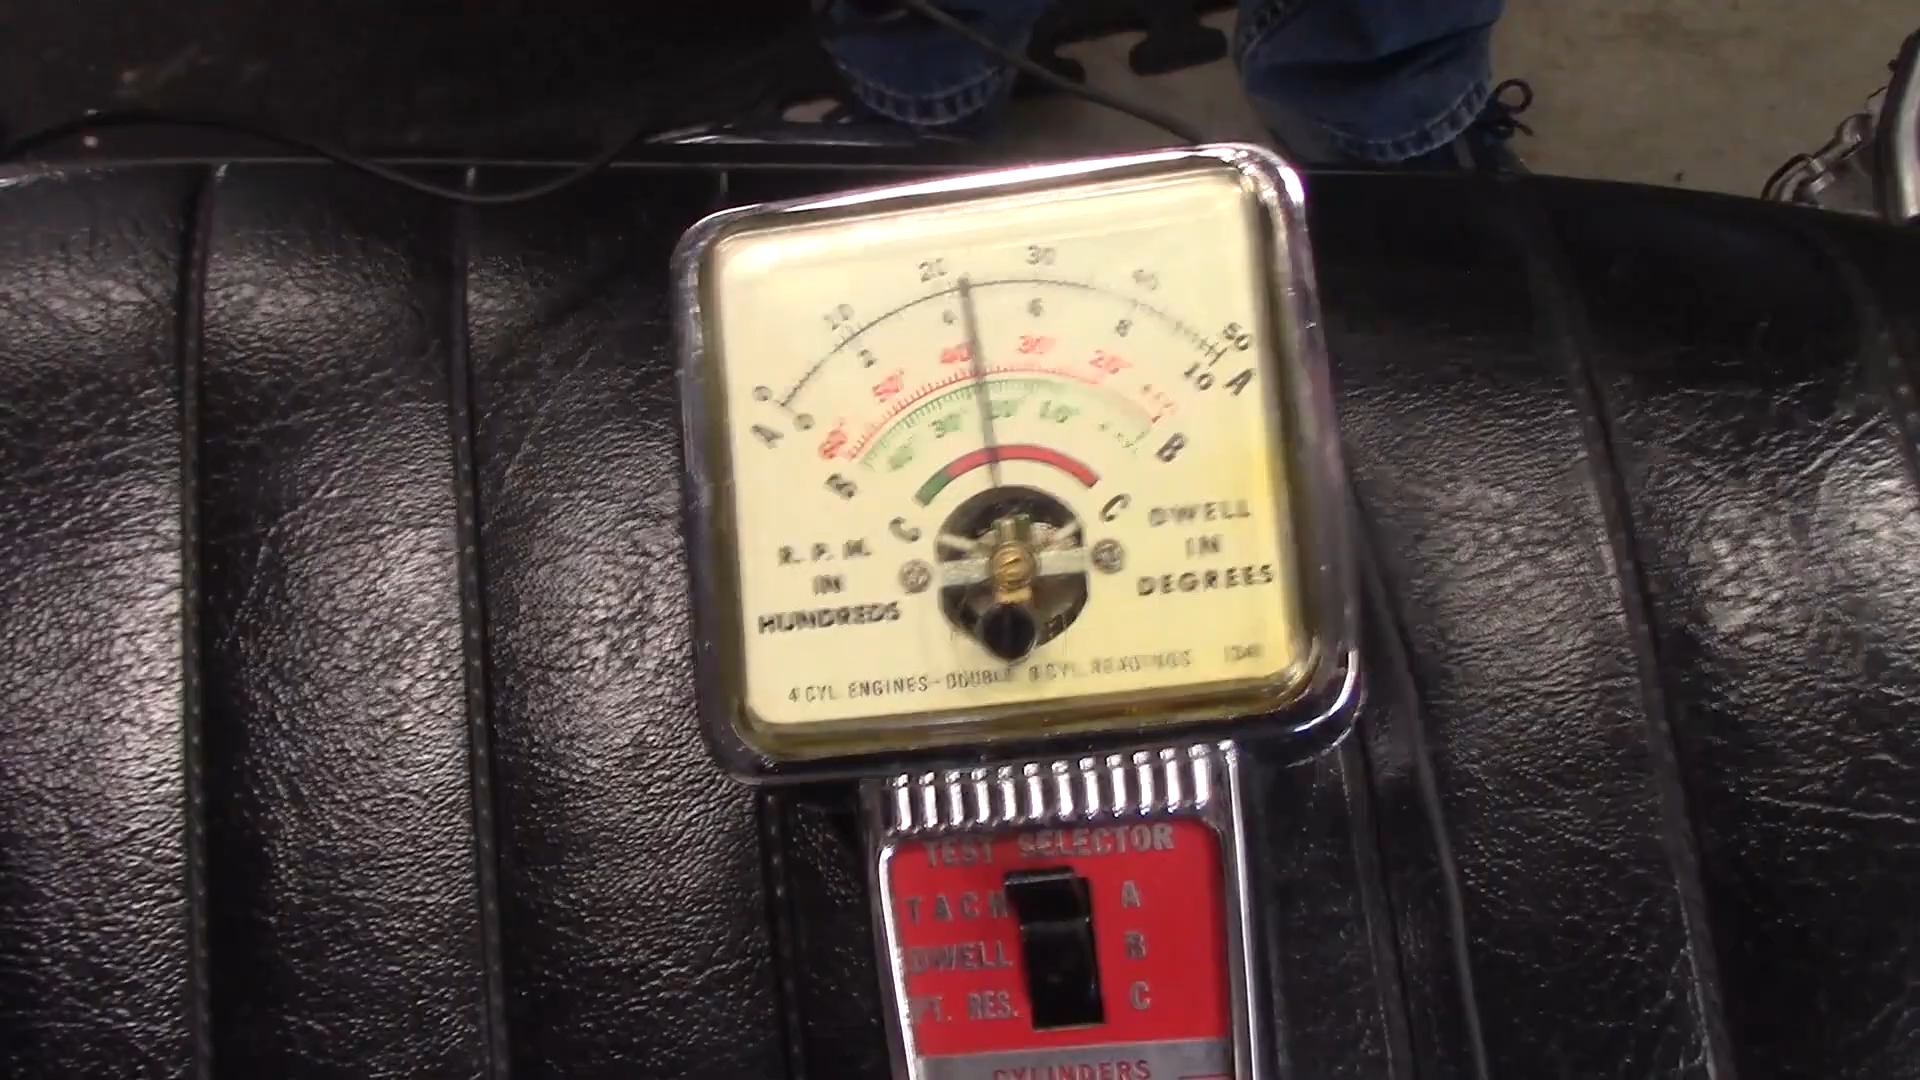 0 10 20 30 40 50
A 0 2 4 6 8 10 A
60° 50° 40° 30° 20°
B 40° 30° 20° 10° B
C C
R. P. M.
IN
HUNDREDS
DWELL
IN
DEGREES
4 CYL. ENGINES-DOUBLE 8 CYL. READINGS
TEST SELECTOR
TACH A
DWELL B
PT. RES. C
CYLINDERS